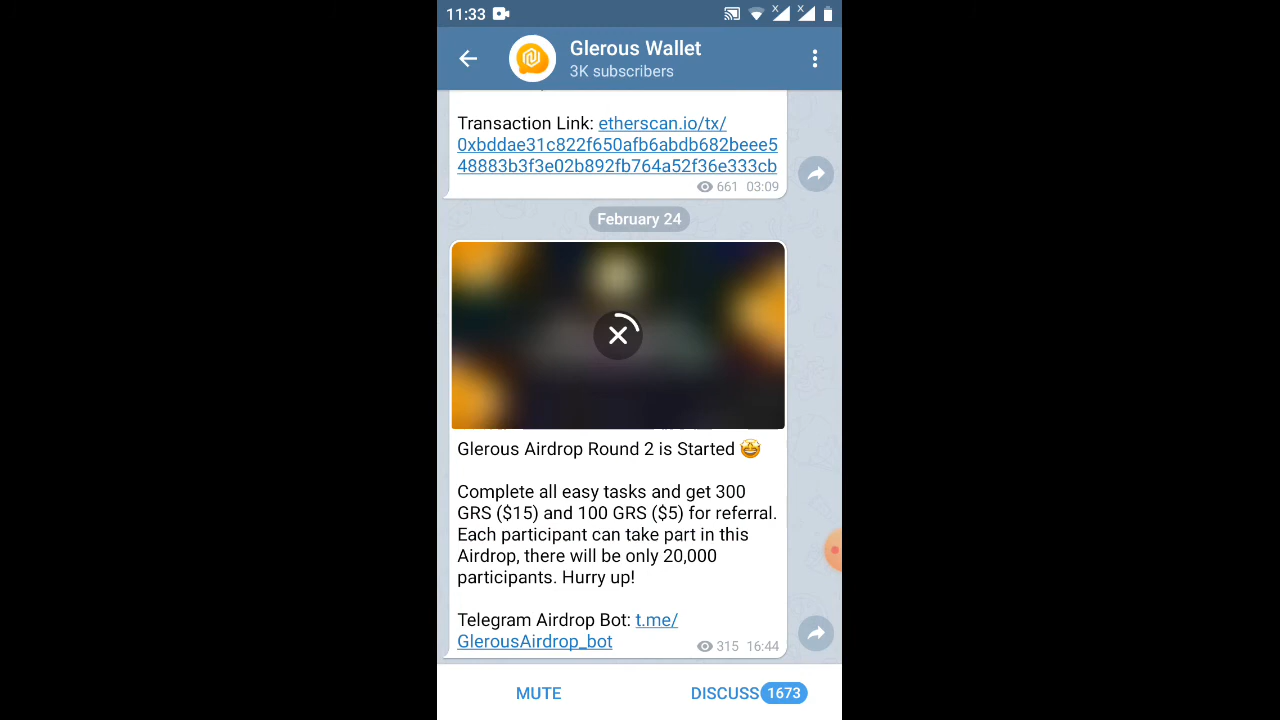 11:33
Glerous Wallet
3K subscribers
Transaction Link: etherscan.io/tx/
0xbddae31c822f650afb6abdb682beee5
48883b3f3e02b892fb764a52f36e333cb
661 03:09
February 24
Glerous Airdrop Round 2 is Started 🤩
Complete all easy tasks and get 300
GRS ($15) and 100 GRS ($5) for referral.
Each participant can take part in this
Airdrop, there will be only 20,000
participants. Hurry up!
Telegram Airdrop Bot: t.me/
GlerousAirdrop_bot
315 16:44
MUTE
DISCUSS 1673